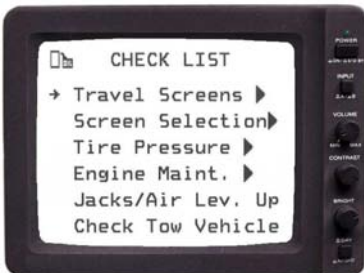 CHECK LIST
→ Travel Screens ▶
Screen Selection▶
Tire Pressure ▶
Engine Maint. ▶
Jacks/Air Lev. Up
Check Tow Vehicle
POWER
INPUT
VOLUME
CONTRAST
BRIGHT